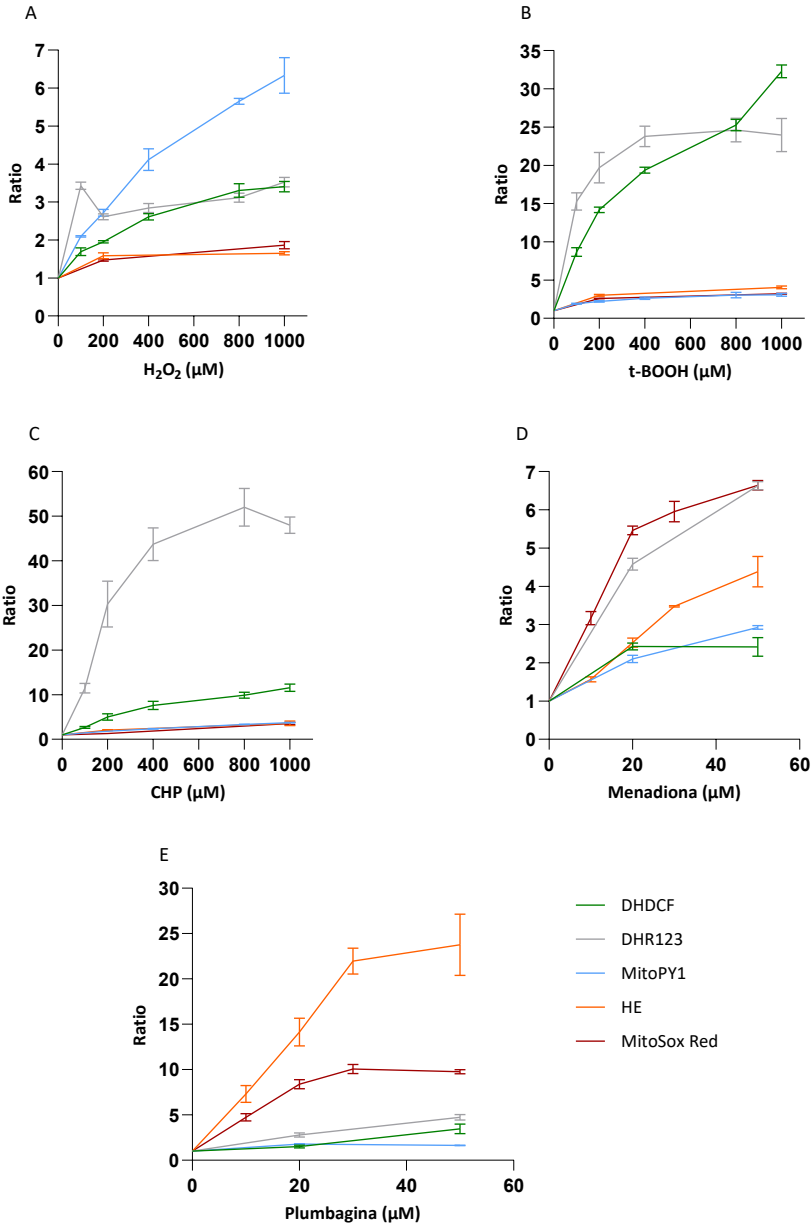 A
7
6
5
4
3
2
1
0
Ratio
0 200 400 600 800 1000
H₂O₂ (µM)
B
35
30
25
20
15
10
5
0
Ratio
0 200 400 600 800 1000
t-BOOH (µM)
C
60
50
40
30
20
10
0
Ratio
0 200 400 600 800 1000
CHP (µM)
D
7
6
5
4
3
2
1
0
Ratio
0 20 40 60
Menadiona (µM)
E
30
25
20
15
10
5
0
Ratio
0 20 40 60
Plumbagina (µM)
DHDCF
DHR123
MitoPY1
HE
MitoSox Red